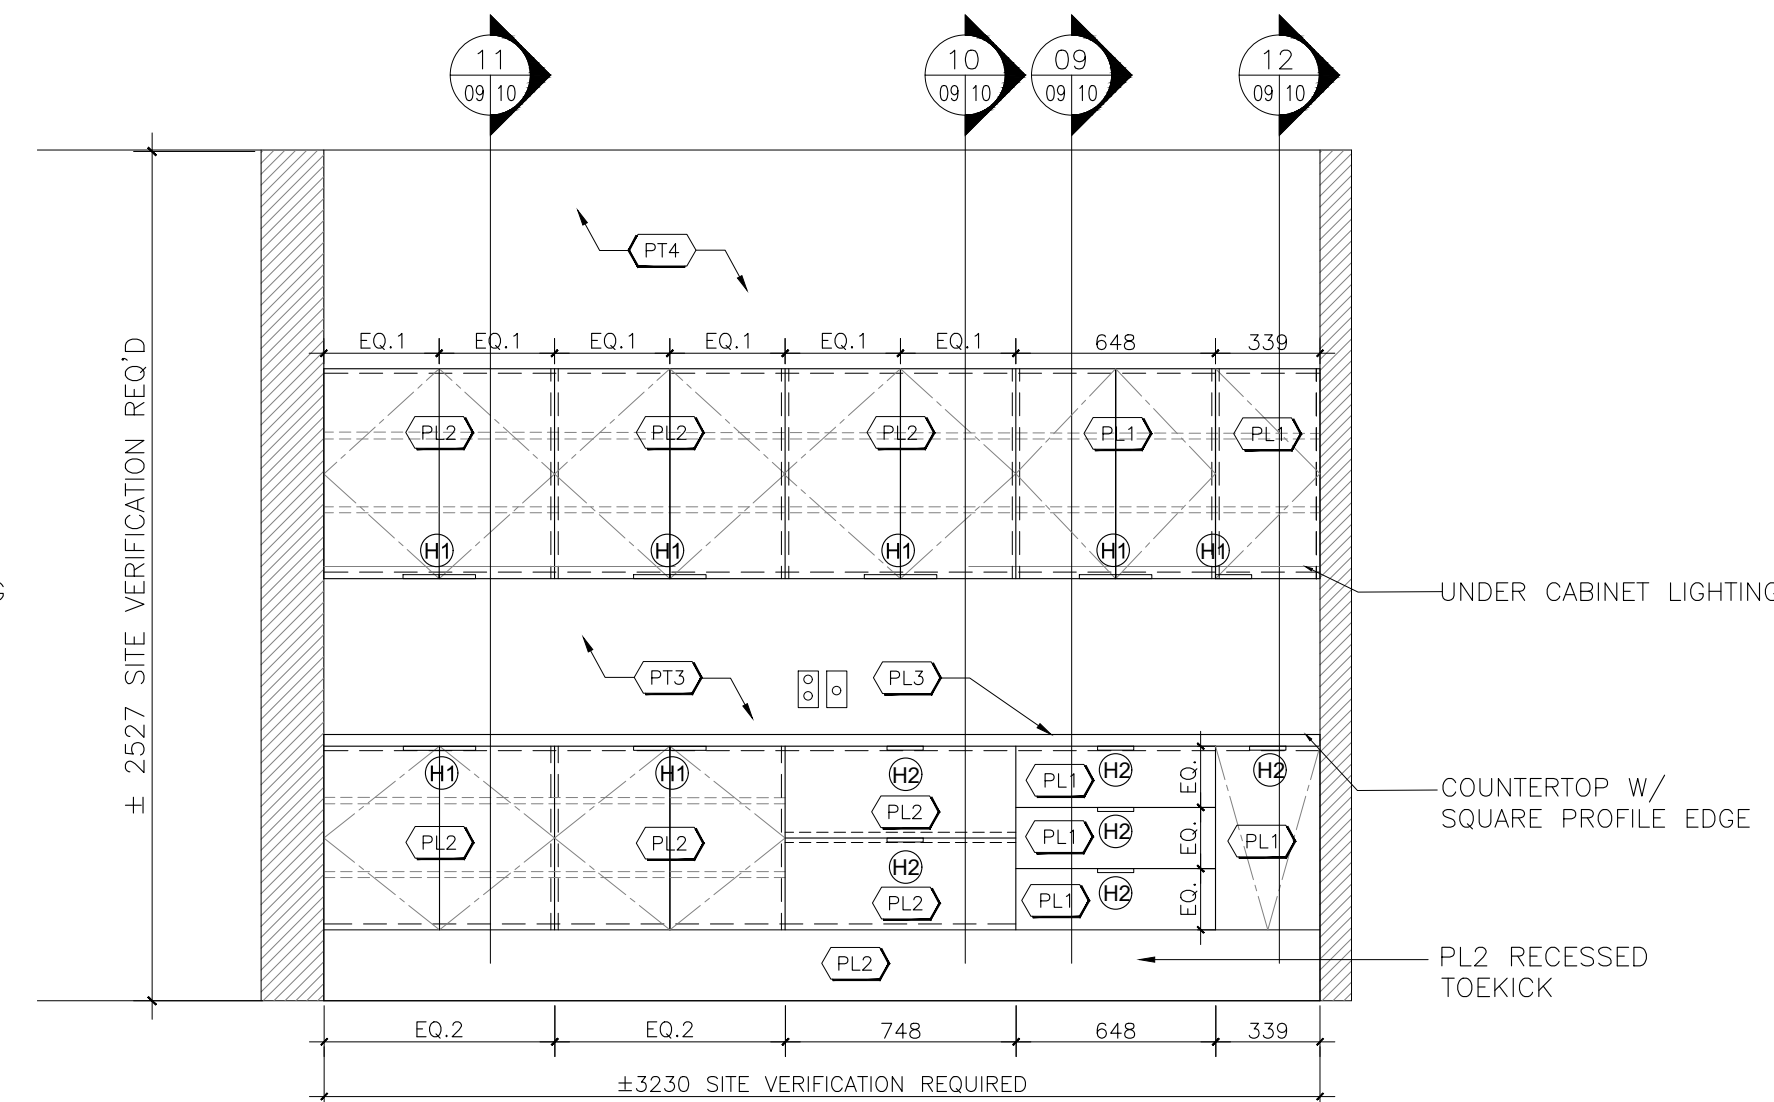 11 10 09 12
09 10 09 10 09 10 09 10
PT4
EQ.1 EQ.1 EQ.1 EQ.1 EQ.1 EQ.1 648 339
± 2527 SITE VERIFICATION REQ'D
PL2 PL2 PL2 PL1 PL1
H1 H1 H1 H1 H1
UNDER CABINET LIGHTING
PT3 PL3
H1 H1 H2 PL1 H2 EQ. H2
COUNTERTOP W/
SQUARE PROFILE EDGE
PL2 PL2 PL2 PL1 H2 EQ. PL1
H2 PL2 PL1 H2 EQ.
PL2
PL2 RECESSED
TOEKICK
EQ.2 EQ.2 748 648 339
±3230 SITE VERIFICATION REQUIRED